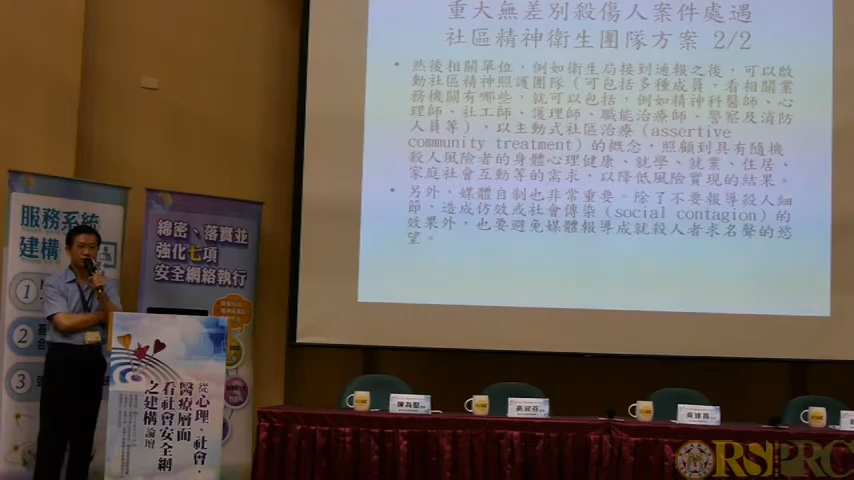 重大無差別殺傷人案件處遇
社區精神衛生團隊方案 2/2
• 然後相關單位，例如衛生局接到通報之後，可以啟
動社區精神照護團隊（可包括多種成員，看相關業
務機關有哪些，就可以包括，例如精神科醫師、心
理師、社工師、護理師、職能治療師、警察及消防
人員等），以主動式社區治療（assertive
community treatment）的概念，照顧到具有隨機
殺人風險者的身體心理健康、就學、就業、住居、
家庭社會互動等的需求，以降低風險實現的結果。
• 另外，媒體自制也非常重要。除了不要報導殺人細
節，造成仿效或社會傳染（social contagion）的
效果外，也要避免媒體報導成就殺人者求名聲的慾
望。
服務系統
建構
1
2
3
綿密、落實並
強化七項
安全網絡執行
從心理、社會、
醫療層面
看社會安全網
之建構論壇
RSPRC